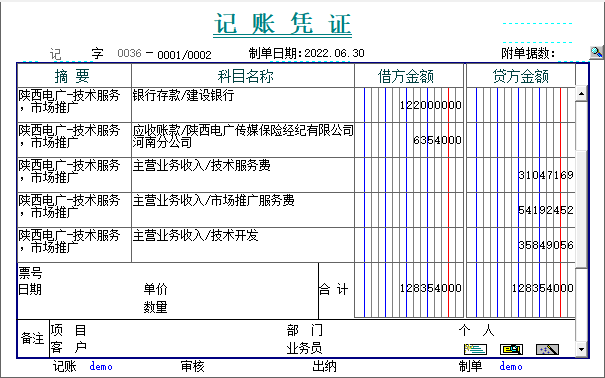 记 账 凭 证
记 字 0036 - 0001/0002 制单日期:2022.06.30 附单据数:
摘 要 科目名称 借方金额 贷方金额
陕西电广-技术服务 银行存款/建设银行 122000000
,市场推广
陕西电广-技术服务 应收账款/陕西电广传媒保险经纪有限公司 6354000
,市场推广 河南分公司
陕西电广-技术服务 主营业务收入/技术服务费 31047169
,市场推广
陕西电广-技术服务 主营业务收入/市场推广服务费 54192452
,市场推广
陕西电广-技术服务 主营业务收入/技术开发 35849056
,市场推广
票号
日期 单价 合 计 128354000 128354000
数量
备注 项 目 部 门 个 人
客 户 业务员
记账 demo 审核 出纳 制单 demo